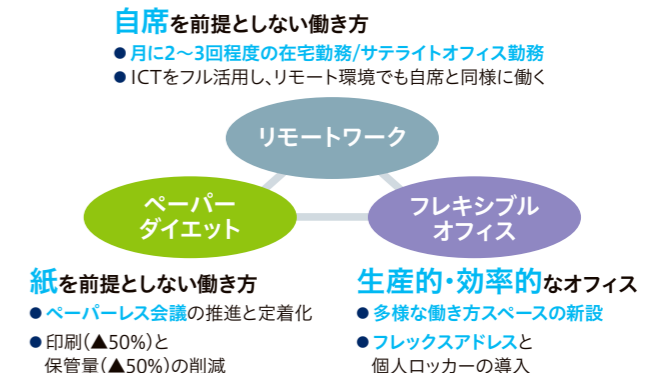 自席を前提としない働き方
●月に2～3回程度の在宅勤務/サテライトオフィス勤務
●ICTをフル活用し、リモート環境でも自席と同様に働く
リモートワーク
ペーパー
ダイエット
フレキシブル
オフィス
紙を前提としない働き方
●ペーパーレス会議の推進と定着化
●印刷(▲50%)と
保管量(▲50%)の削減
生産的・効率的なオフィス
●多様な働き方スペースの新設
●フレックスアドレスと
個人ロッカーの導入